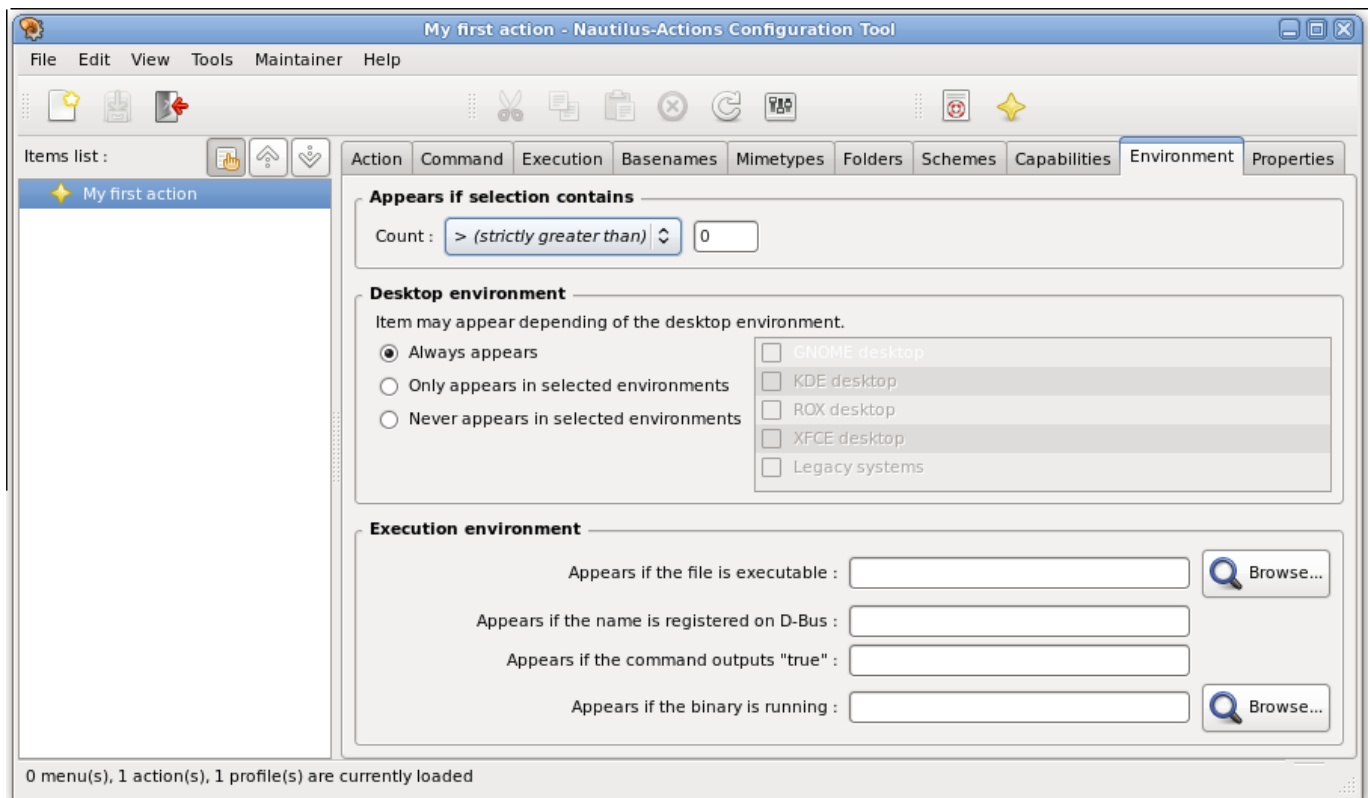 My first action - Nautilus-Actions Configuration Tool
File Edit View Tools Maintainer Help
Items list :
Action Command Execution Basenames Mimetypes Folders Schemes Capabilities Environment Properties
My first action
Appears if selection contains
Count : > (strictly greater than) 0
Desktop environment
Item may appear depending of the desktop environment.
Always appears
Only appears in selected environments
Never appears in selected environments
GNOME desktop
KDE desktop
ROX desktop
XFCE desktop
Legacy systems
Execution environment
Appears if the file is executable : Browse...
Appears if the name is registered on D-Bus :
Appears if the command outputs "true" :
Appears if the binary is running : Browse...
0 menu(s), 1 action(s), 1 profile(s) are currently loaded